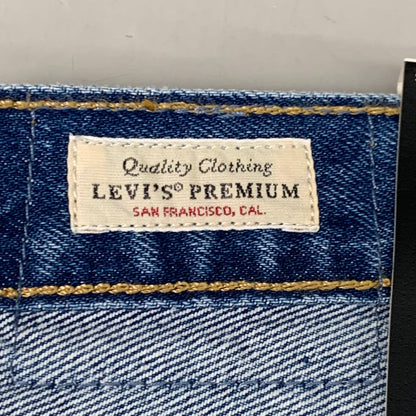 Quality Clothing
LEVI'S® PREMIUM
SAN FRANCISCO, CAL.